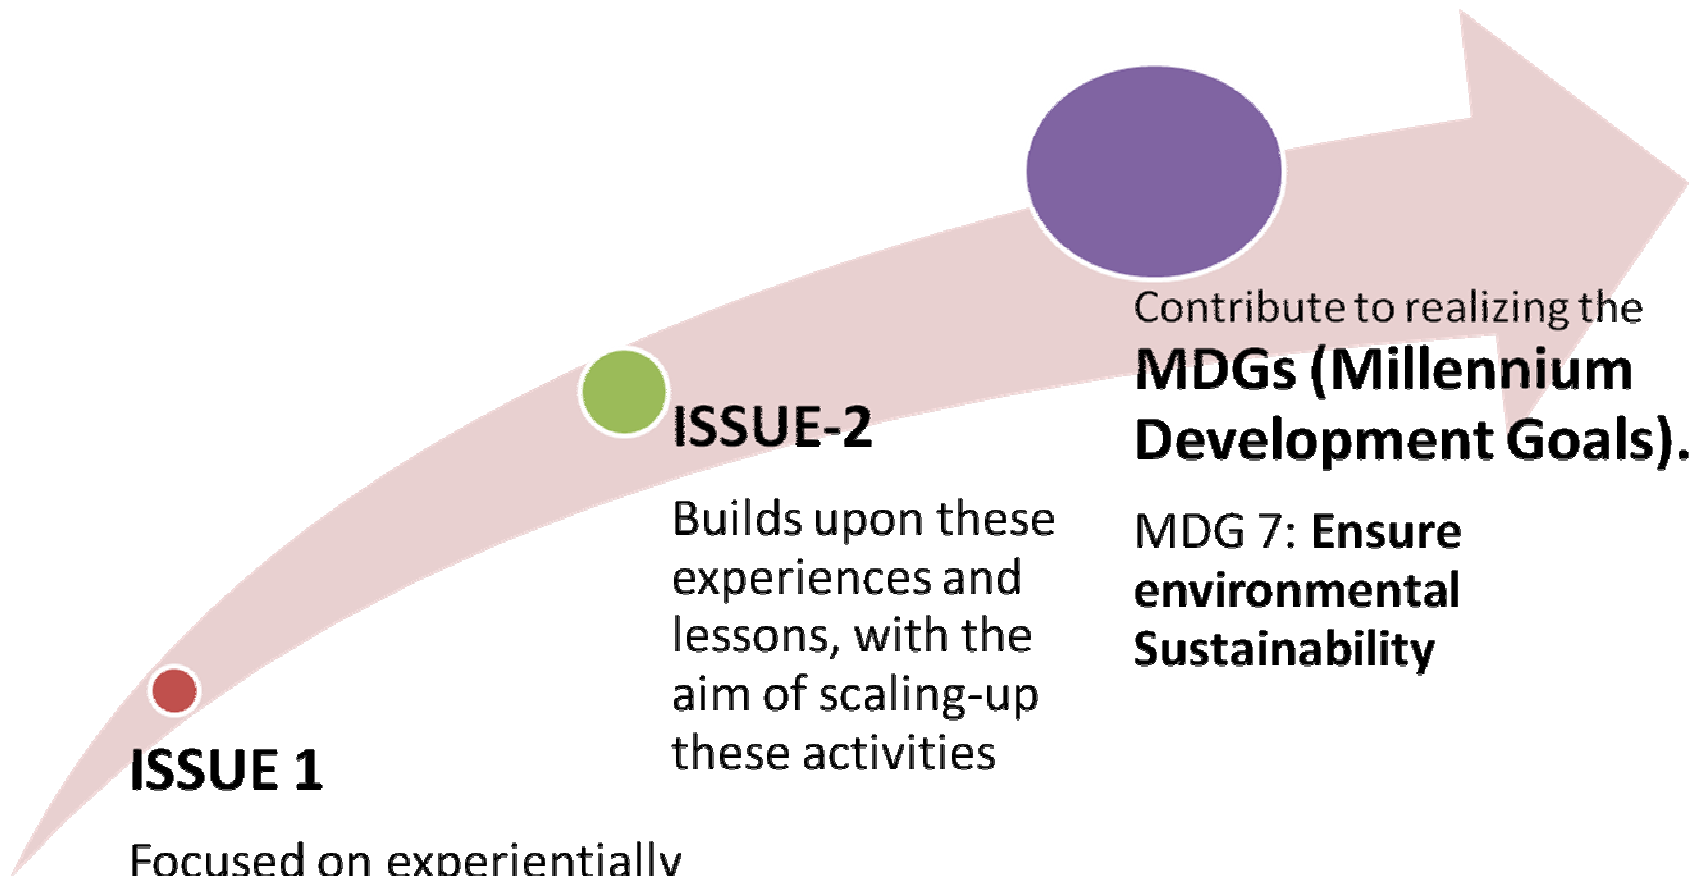 ISSUE 1
Focused on experientially
ISSUE-2
Builds upon these
experiences and
lessons, with the
aim of scaling-up
these activities
Contribute to realizing the
MDGs (Millennium
Development Goals).
MDG 7: Ensure
environmental
Sustainability